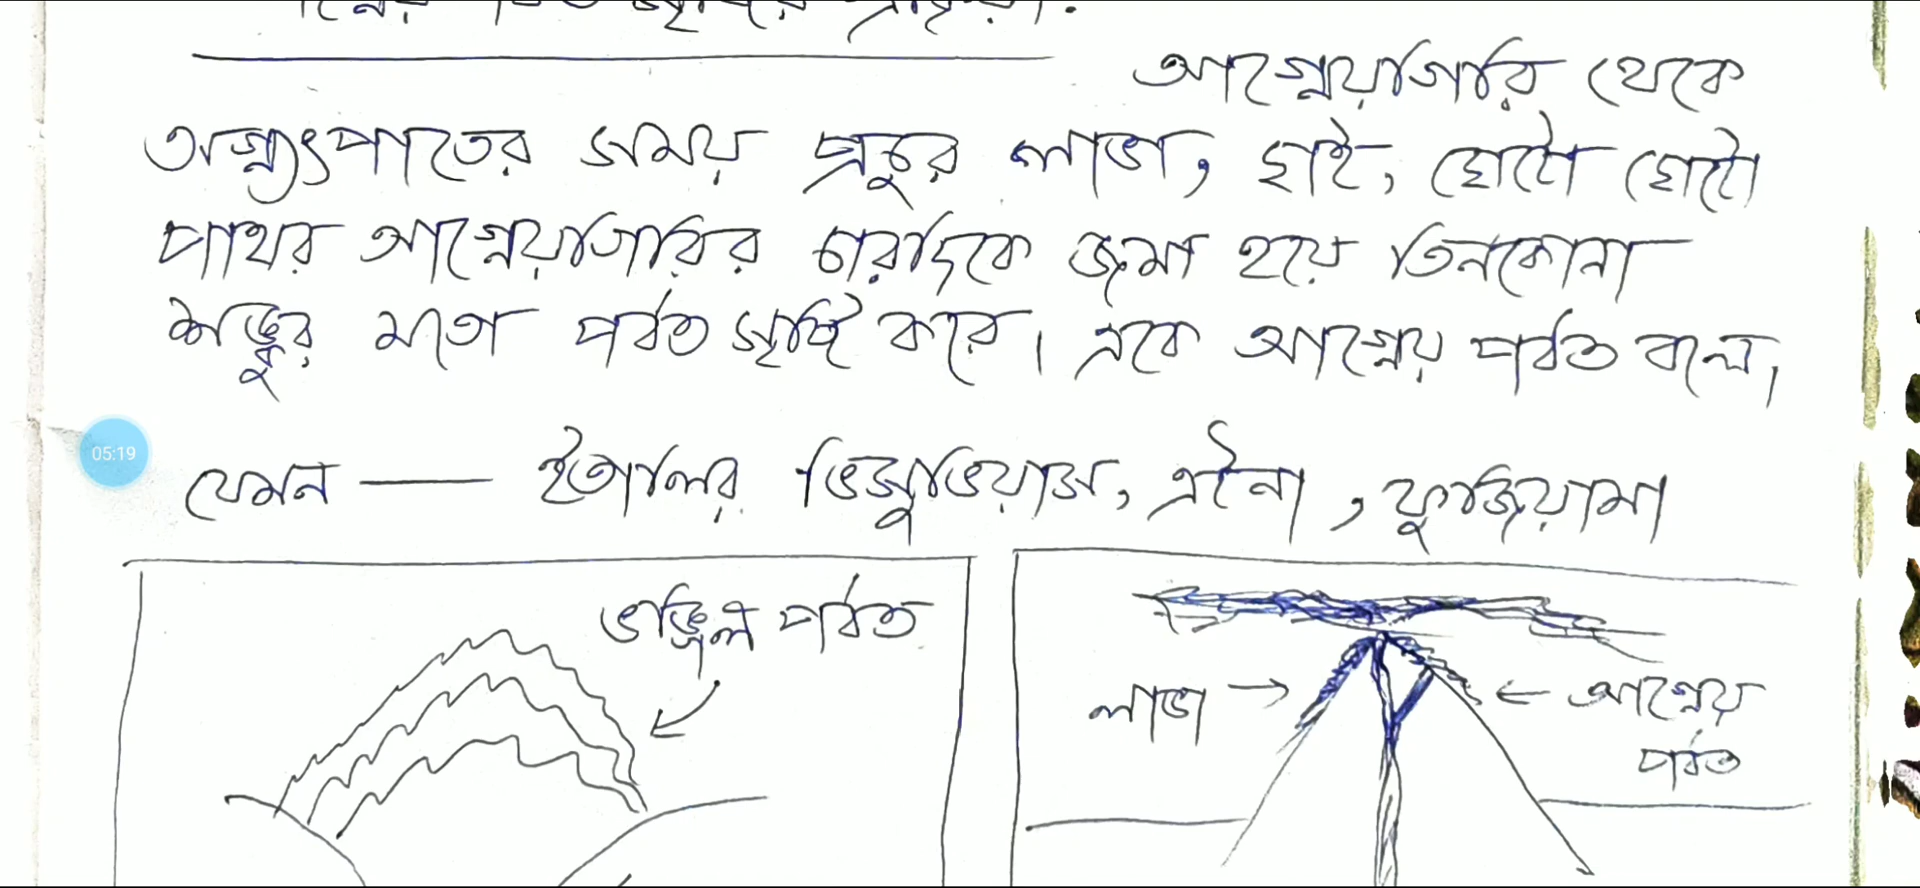 আগ্নেয়গিরি থেকে
অগ্ন্যুৎপাতের সময় প্রচুর লাভা, ছাই, ছোটো ছোটো
পাথর আগ্নেয়গিরির চারদিকে জমা হয়ে তিনকোনা
শঙ্কুর মতো পর্বত সৃষ্টি করে। একে আগ্নেয় পর্বত বলে,
05:19
যেমন — ইতালির ভিসুভিয়াস, এটনা, ফুজিয়ামা
ভঙ্গিল পর্বত
লাভা → ← আগ্নেয়
পর্বত